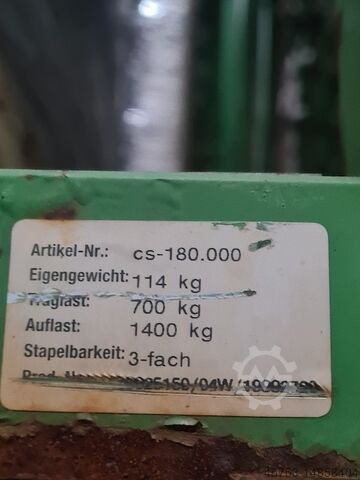 Artikel-Nr.: cs-180.000
Eigengewicht: 114 kg
Traglast: 700 kg
Auflast: 1400 kg
Stapelbarkeit: 3-fach